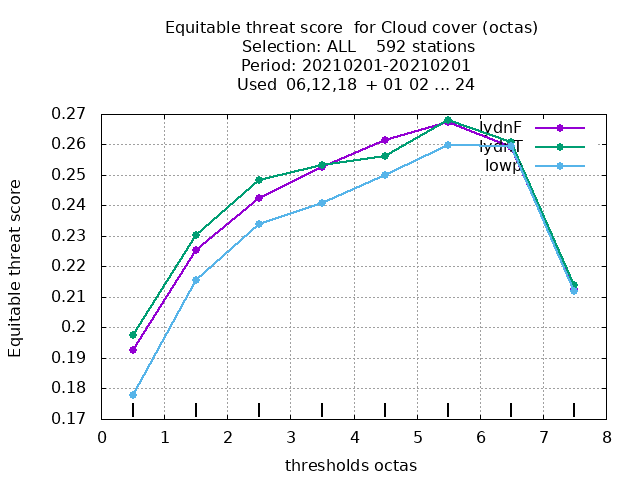 Equitable threat score for Cloud cover (octas)
Selection: ALL 592 stations
Period: 20210201-20210201
Used 06,12,18 + 01 02 ... 24
0.27
0.26
0.25
0.24
0.23
0.22
0.21
0.2
0.19
0.18
0.17
Equitable threat score
lydnF
lydnT
lowp
0 1 2 3 4 5 6 7 8
thresholds octas